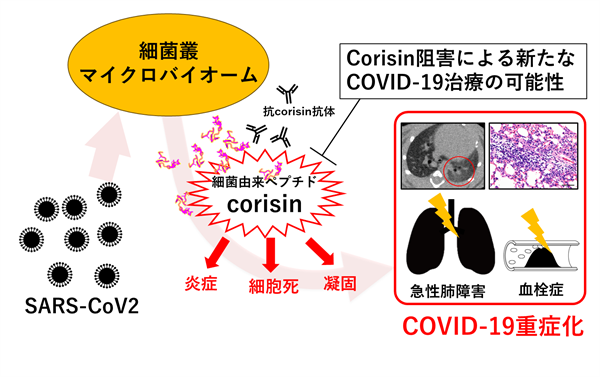 細菌叢
マイクロバイオーム
Corisin阻害による新たな
COVID-19治療の可能性
抗corisin抗体
細菌由来ペプチド
corisin
炎症
細胞死
凝固
SARS-CoV2
急性肺障害
血栓症
COVID-19重症化